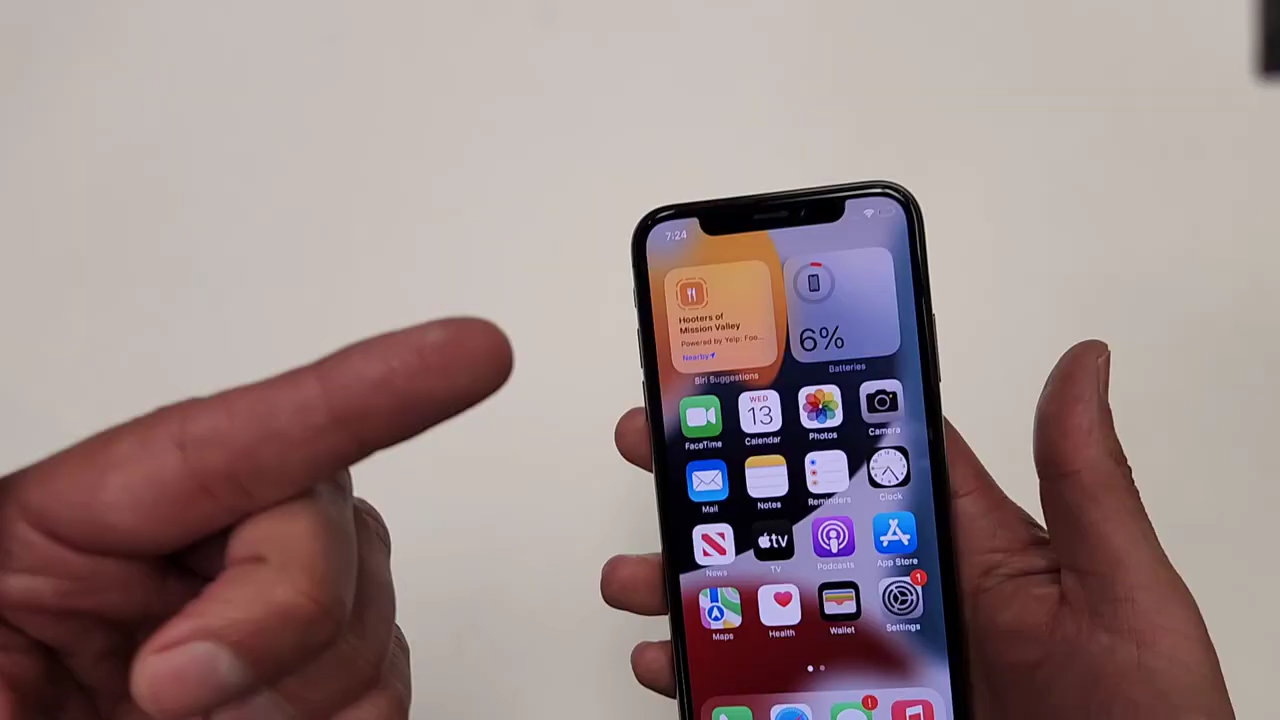 7:24
Hooters of
Mission Valley
Powered by Yelp. Foo...
Nearby
6%
Siri Suggestions
Batteries
WED
13
FaceTime
Calendar
Photos
Camera
Mail
Notes
Reminders
Clock
tv
News
TV
Podcasts
App Store
1
Maps
Health
Wallet
Settings
!